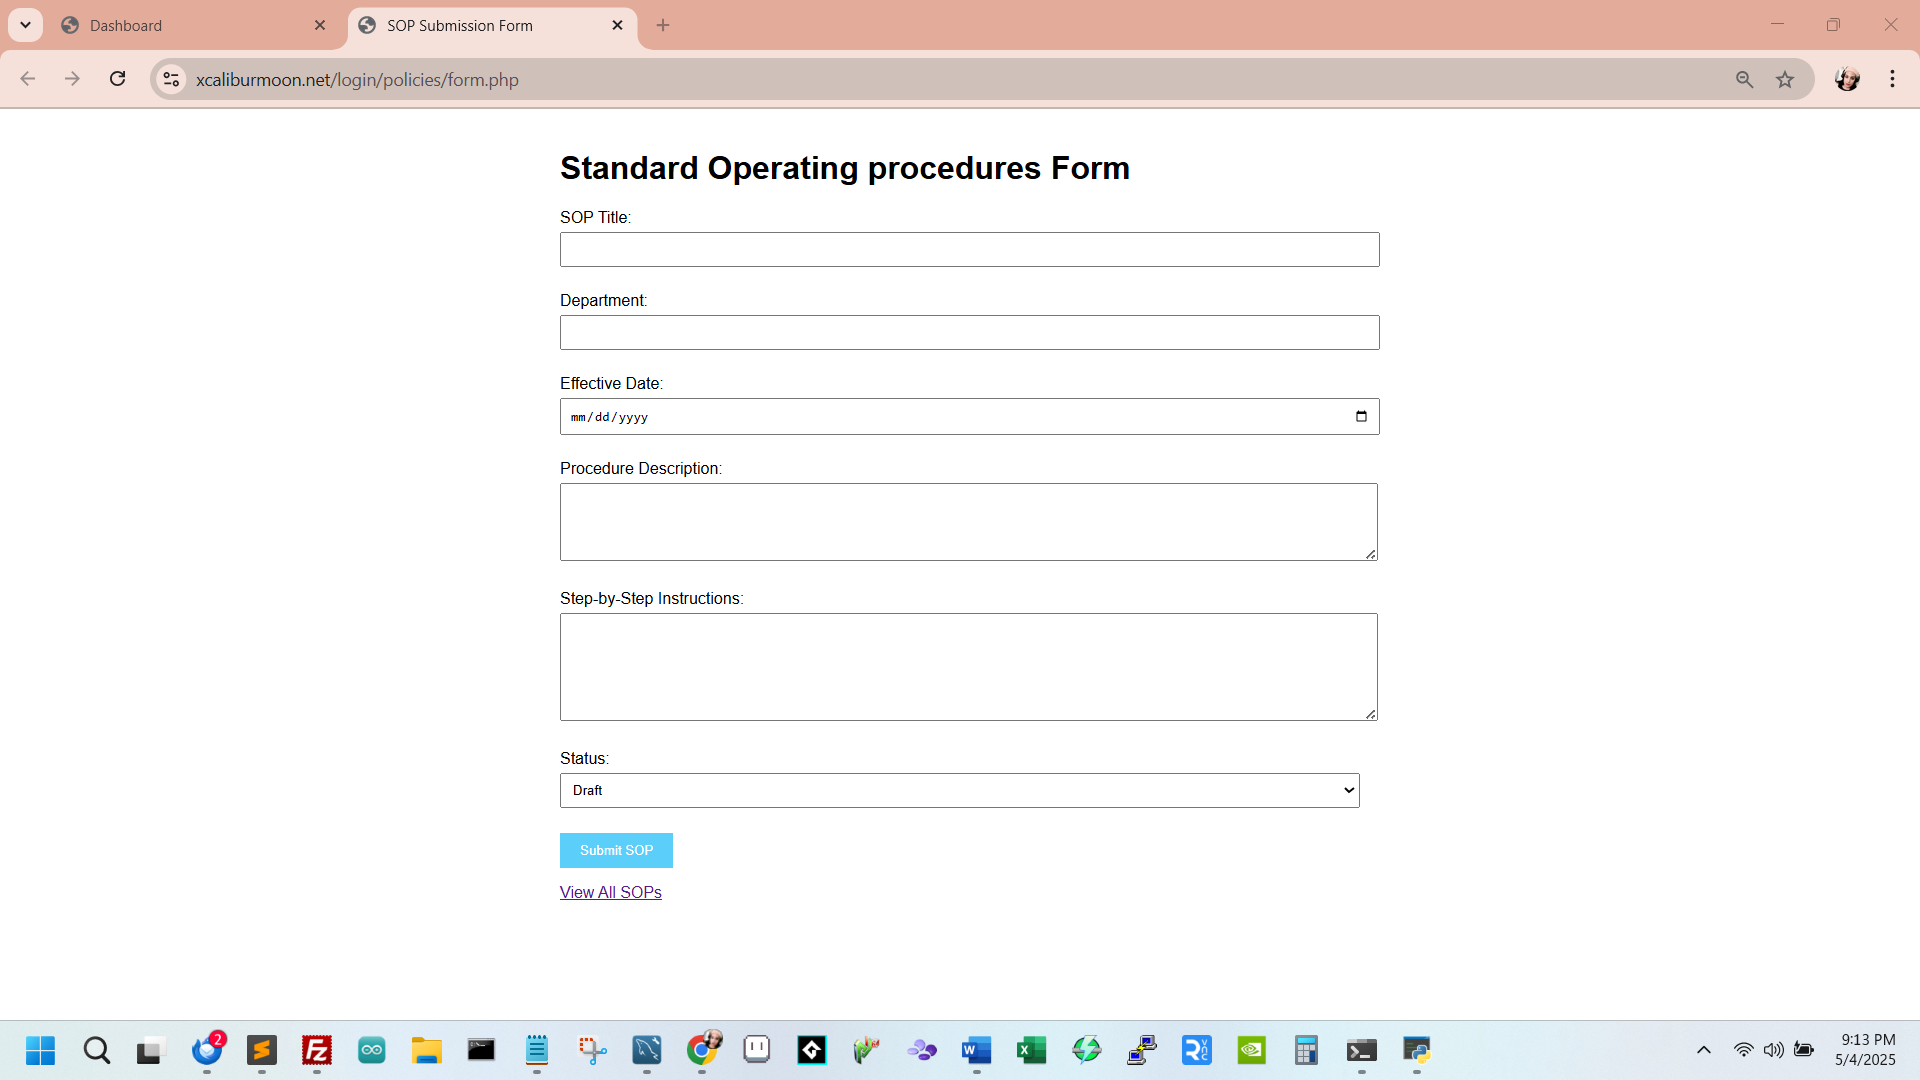 Dashboard
SOP Submission Form
xcaliburmoon.net/login/policies/form.php
Standard Operating procedures Form
SOP Title:
Department:
Effective Date:
mm/dd/yyyy
Procedure Description:
Step-by-Step Instructions:
Status:
Draft
Submit SOP
View All SOPs
2
9:13 PM
5/4/2025